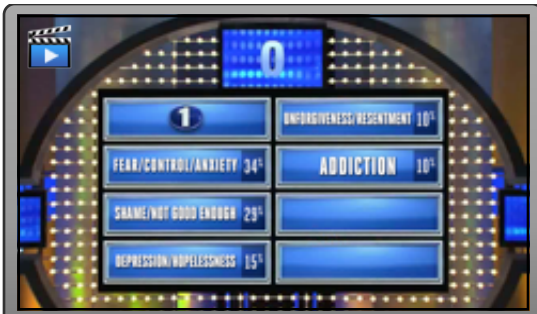 0
1
FEAR/CONTROL/ANXIETY 34%
SHAME/NOT GOOD ENOUGH 29%
DEPRESSION/HOPELESSNESS 15%
UNFORGIVENESS/RESENTMENT 10%
ADDICTION 10%